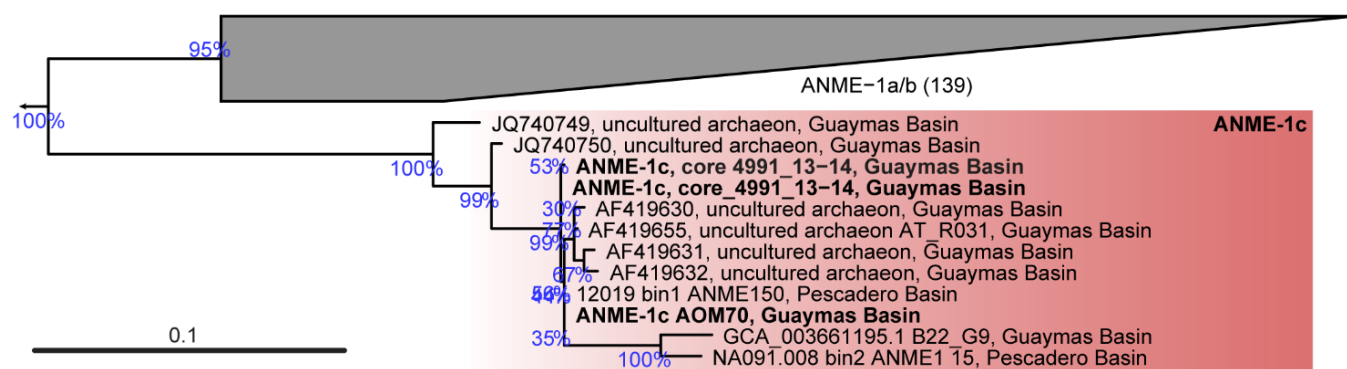 95%
ANME−1a/b (139)
100%
JQ740749, uncultured archaeon, Guaymas Basin
ANME-1c
JQ740750, uncultured archaeon, Guaymas Basin
100%
53%
ANME-1c, core 4991_13−14, Guaymas Basin
ANME-1c, core_4991_13−14, Guaymas Basin
99%
30%
AF419630, uncultured archaeon, Guaymas Basin
77%
AF419655, uncultured archaeon AT_R031, Guaymas Basin
99%
AF419631, uncultured archaeon, Guaymas Basin
67%
AF419632, uncultured archaeon, Guaymas Basin
12019 bin1 ANME150, Pescadero Basin
ANME-1c AOM70, Guaymas Basin
0.1
35%
GCA_003661195.1 B22_G9, Guaymas Basin
100%
NA091.008 bin2 ANME1 15, Pescadero Basin